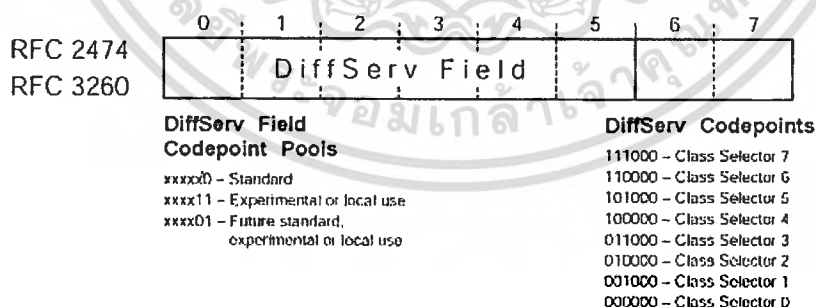 0 1 2 3 4 5 6 7
RFC 2474
RFC 3260
DiffServ Field
DiffServ Field
Codepoint Pools
xxxxx0 – Standard
xxxx11 – Experimental or local use
xxxx01 – Future standard,
experimental or local use
DiffServ Codepoints
111000 – Class Selector 7
110000 – Class Selector 6
101000 – Class Selector 5
100000 – Class Selector 4
011000 – Class Selector 3
010000 – Class Selector 2
001000 – Class Selector 1
000000 – Class Selector 0